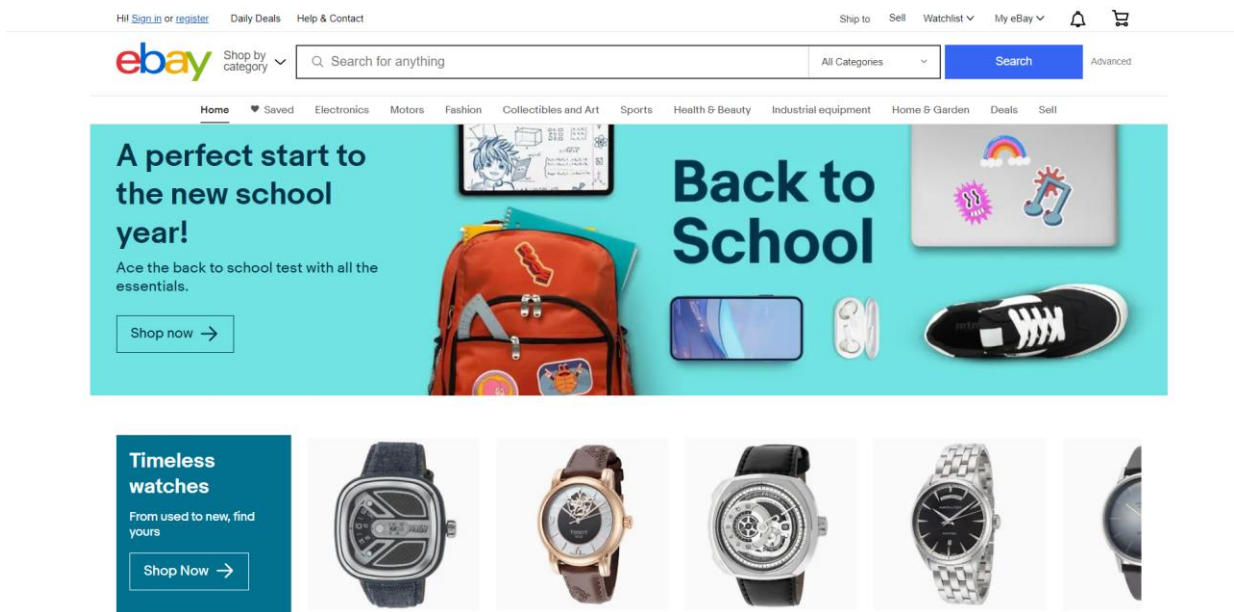 Hi! Sign in or register Daily Deals Help & Contact Ship to Sell Watchlist My eBay
ebay Shop by category Search for anything All Categories Search Advanced
Home Saved Electronics Motors Fashion Collectibles and Art Sports Health & Beauty Industrial equipment Home & Garden Deals Sell
A perfect start to
the new school
year!
Ace the back to school test with all the
essentials.
Shop now
Back to
School
Timeless
watches
From used to new, find
yours
Shop Now
TISSOT
HAMILTON